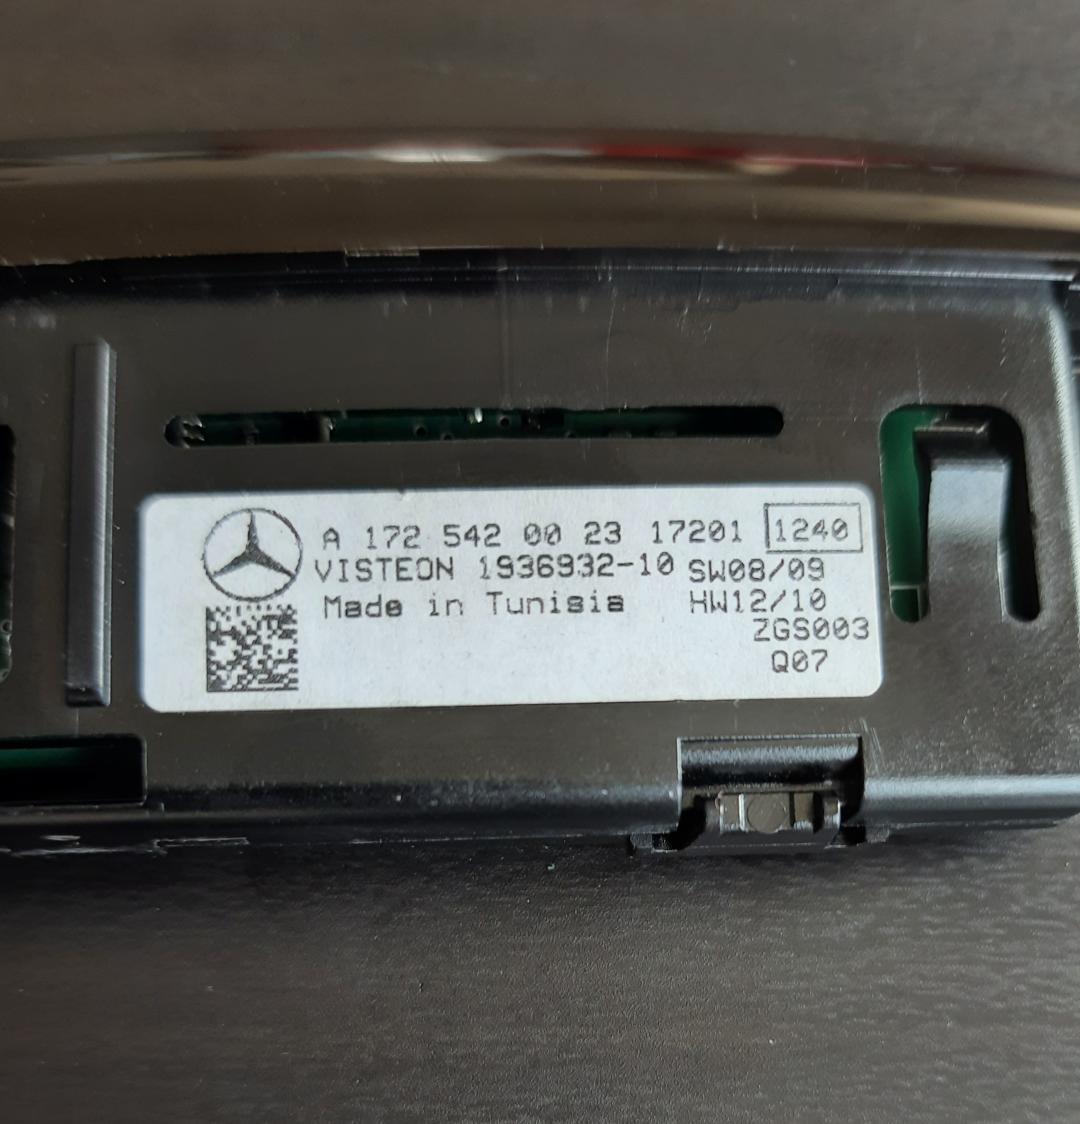 A 172 542 00 23 17201 1240
VISTEON 1936932-10 SW08/09
Made in Tunisia HW12/10
ZGS003
Q07